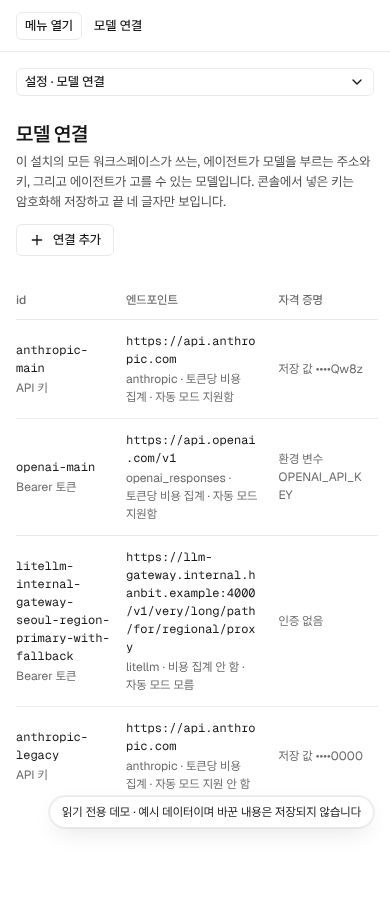 메뉴 열기 모델 연결
설정 · 모델 연결
모델 연결
이 설치의 모든 워크스페이스가 쓰는, 에이전트가 모델을 부르는 주소와
키, 그리고 에이전트가 고를 수 있는 모델입니다. 콘솔에서 넣은 키는
암호화해 저장하고 끝 네 글자만 보입니다.
연결 추가
id 엔드포인트 자격 증명
anthropic-
main
API 키
https://api.anthro
pic.com
anthropic · 토큰당 비용
집계 · 자동 모드 지원함
저장 값 ••••Qw8z
openai-main
Bearer 토큰
https://api.openai
.com/v1
openai_responses ·
토큰당 비용 집계 · 자동 모드
지원함
환경 변수
OPENAI_API_K
EY
litellm-
internal-
gateway-
seoul-region-
primary-with-
fallback
Bearer 토큰
https://llm-
gateway.internal.h
anbit.example:4000
/v1/very/long/path
/for/regional/prox
y
litellm · 비용 집계 안 함 ·
자동 모드 모름
인증 없음
anthropic-
legacy
API 키
https://api.anthro
pic.com
anthropic · 토큰당 비용
집계 · 자동 모드 지원 안 함
저장 값 ••••0000
읽기 전용 데모 · 예시 데이터이며 바꾼 내용은 저장되지 않습니다